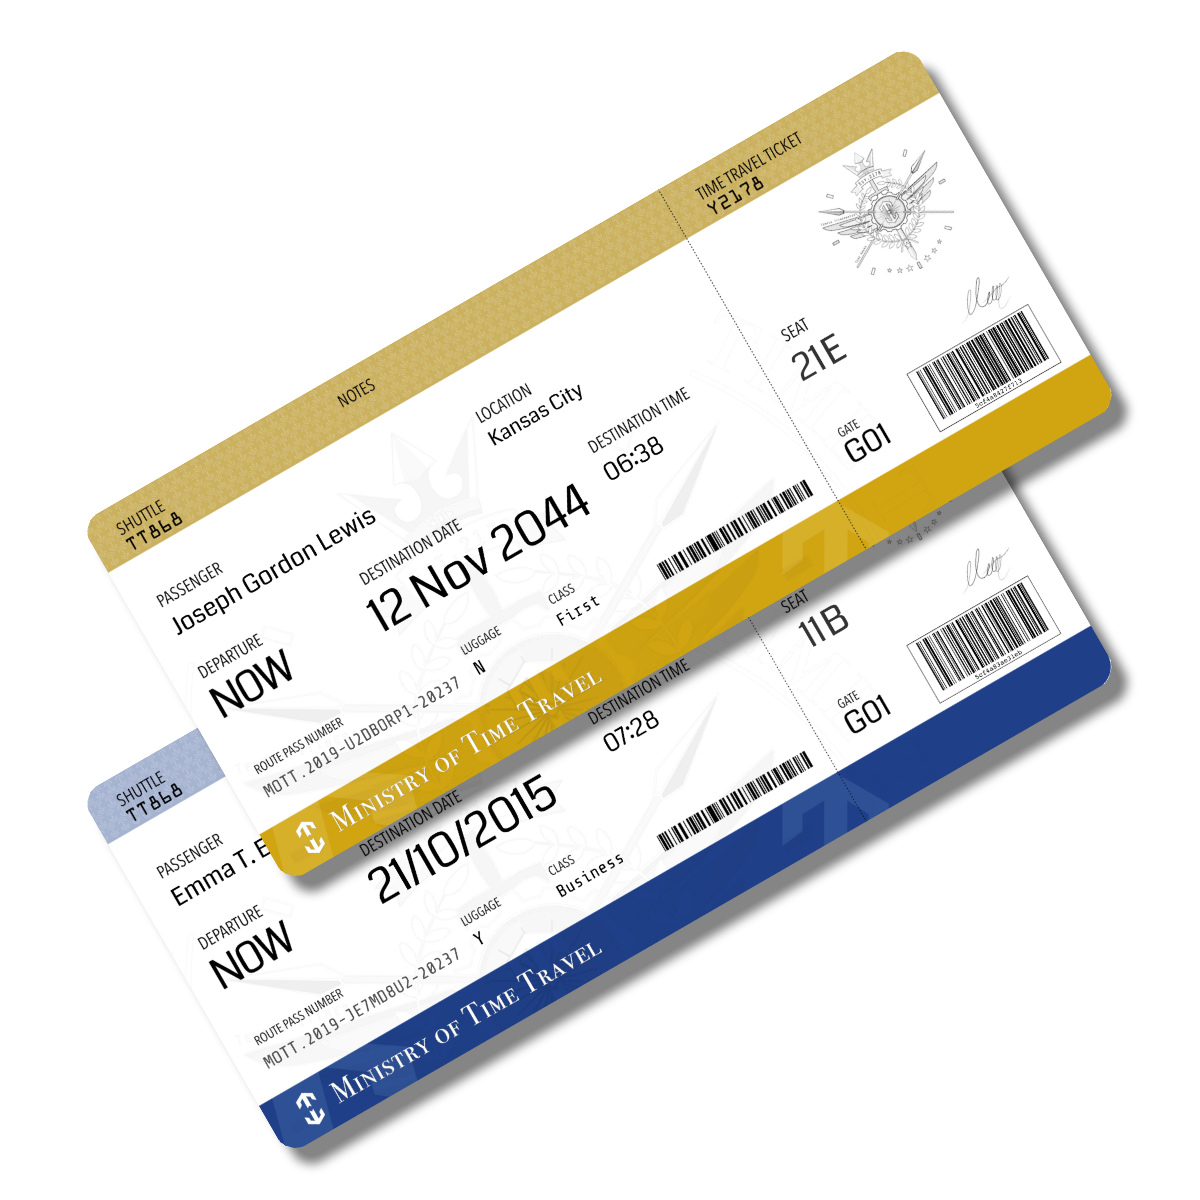 TIME TRAVEL TICKET
Y2178
NOTES
SHUTTLE
TT868
PASSENGER
Joseph Gordon Lewis
LOCATION
Kansas City
DEPARTURE
NOW
DESTINATION DATE
12 Nov 2044
DESTINATION TIME
06:38
ROUTE PASS NUMBER
MOTT.2019-U2DBORP1-20237
LUGGAGE
N
CLASS
First
SEAT
21E
GATE
G01
MINISTRY OF TIME TRAVEL
SHUTTLE
TT868
PASSENGER
Emma T. E
DEPARTURE
NOW
DESTINATION DATE
21/10/2015
DESTINATION TIME
07:28
ROUTE PASS NUMBER
MOTT.2019-JE7MD8U2-20237
LUGGAGE
Y
CLASS
Business
SEAT
11B
GATE
G01
MINISTRY OF TIME TRAVEL